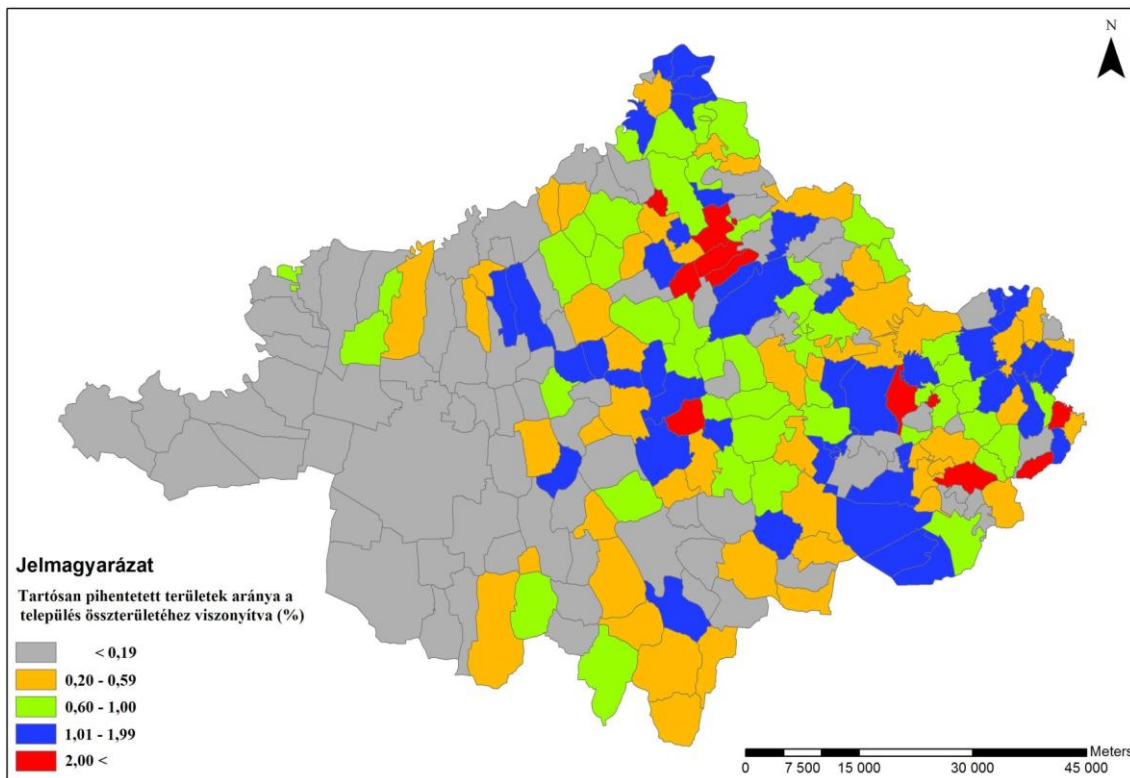 N
Jelmagyarázat
Tartósan pihentetett területek aránya a
település összterületéhez viszonyítva (%)
< 0,19
0,20 - 0,59
0,60 - 1,00
1,01 - 1,99
2,00 <
Meters
0 7 500 15 000 30 000 45 000